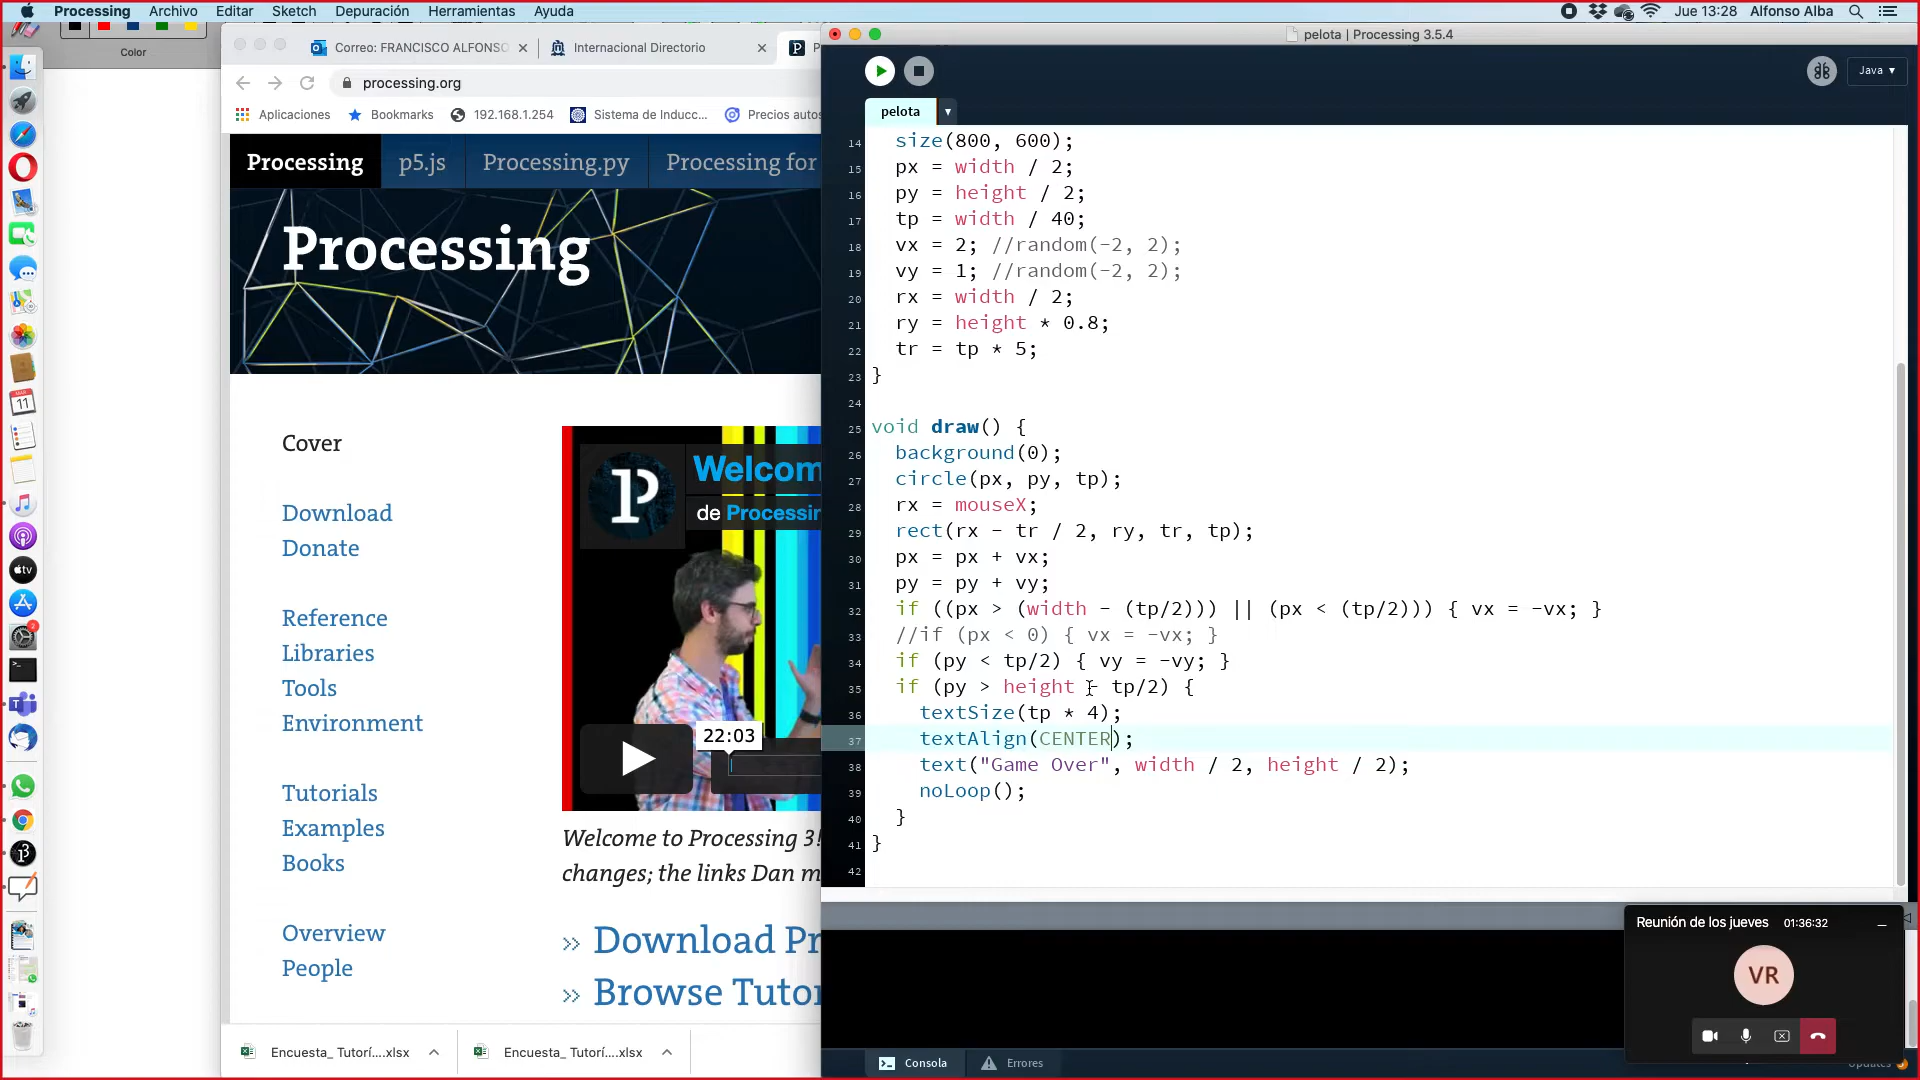 Processing Archivo Editar Sketch Depuración Herramientas Ayuda
Jue 13:28 Alfonso Alba
Color
Correo: FRANCISCO ALFONSO
Internacional Directorio
P
processing.org
Aplicaciones Bookmarks 192.168.1.254 Sistema de Inducc... Precios autos
Processing p5.js Processing.py Processing for
Processing
Cover
Download
Donate
Reference
Libraries
Tools
Environment
Tutorials
Examples
Books
Overview
People
Welcom
de Processin
22:03
Welcome to Processing 3!
changes; the links Dan m
» Download Pr
» Browse Tutor
Encuesta_ Tutorí....xlsx
Encuesta_ Tutorí....xlsx
MAR
11
tv
2
pelota | Processing 3.5.4
Java ▾
pelota
14 size(800, 600);
15 px = width / 2;
16 py = height / 2;
17 tp = width / 40;
18 vx = 2; //random(-2, 2);
19 vy = 1; //random(-2, 2);
20 rx = width / 2;
21 ry = height * 0.8;
22 tr = tp * 5;
23 }
24
25 void draw() {
26 background(0);
27 circle(px, py, tp);
28 rx = mouseX;
29 rect(rx - tr / 2, ry, tr, tp);
30 px = px + vx;
31 py = py + vy;
32 if ((px > (width - (tp/2))) || (px < (tp/2))) { vx = -vx; }
33 //if (px < 0) { vx = -vx; }
34 if (py < tp/2) { vy = -vy; }
35 if (py > height - tp/2) {
36 textSize(tp * 4);
37 textAlign(CENTER);
38 text("Game Over", width / 2, height / 2);
39 noLoop();
40 }
41 }
42
Reunión de los jueves 01:36:32
VR
Consola Errores
Updates